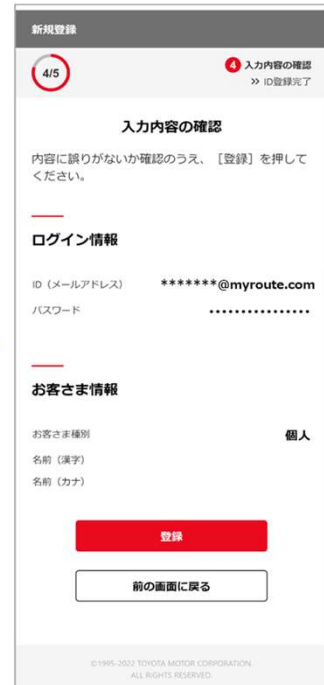 新規登録
4/5
4 入力内容の確認
>> ID登録完了
入力内容の確認
内容に誤りがないか確認のうえ、［登録］を押して
ください。
ログイン情報
ID（メールアドレス） *******@myroute.com
パスワード ••••••••••••••••
お客さま情報
お客さま種別 個人
名前（漢字）
名前（カナ）
登録
前の画面に戻る
©1995-2022 TOYOTA MOTOR CORPORATION.
ALL RIGHTS RESERVED.